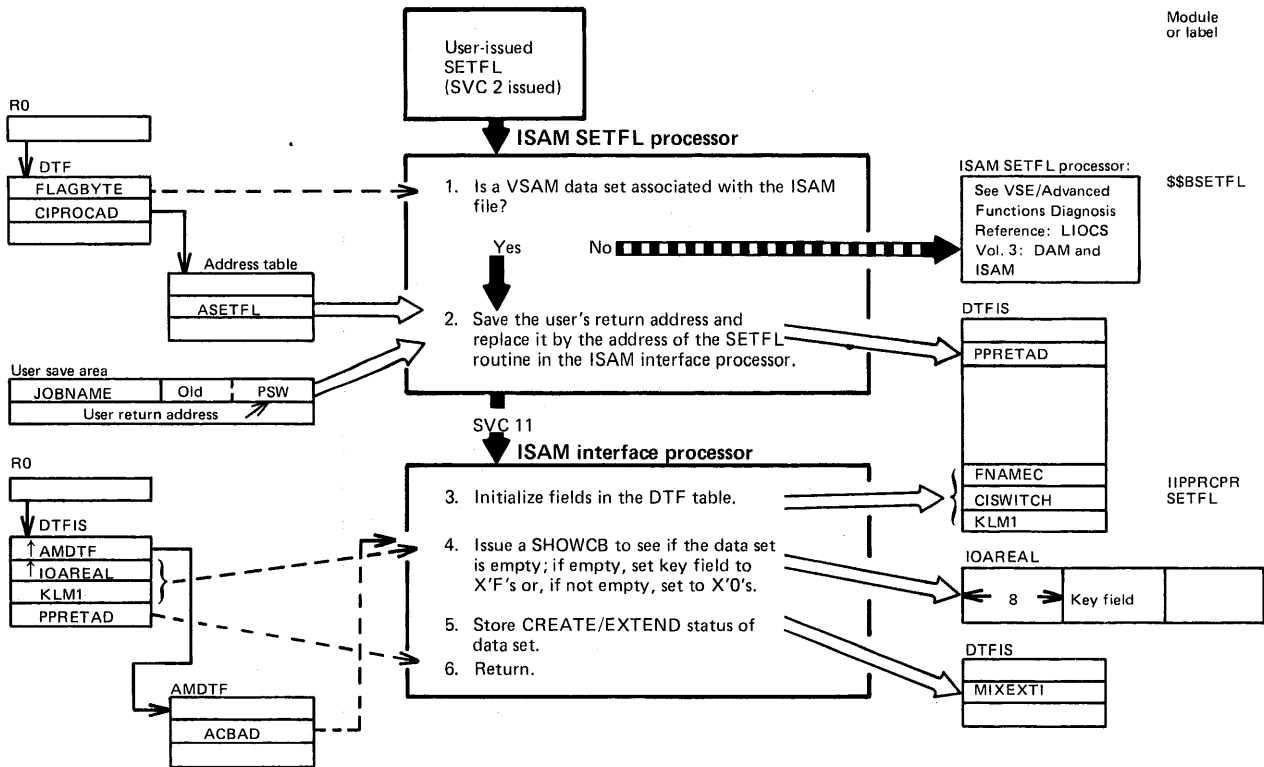 Module
or label
User-issued
SETFL
(SVC 2 issued)
R0
ISAM SETFL processor
DTF
FLAGBYTE
CIPROCAD
1. Is a VSAM data set associated with the ISAM
file?
Yes
No
ISAM SETFL processor:
See VSE/Advanced
Functions Diagnosis
Reference: LIOCS
Vol. 3: DAM and
ISAM
$$BSETFL
Address table
ASETFL
2. Save the user's return address and
replace it by the address of the SETFL
routine in the ISAM interface processor.
DTFIS
PPRETAD
User save area
JOBNAME
Old
PSW
User return address
SVC 11
ISAM interface processor
R0
3. Initialize fields in the DTF table.
FNAMEC
CISWITCH
KLM1
IIPPRCPR
SETFL
DTFIS
↑ AMDTF
↑ IOAREAL
KLM1
PPRETAD
4. Issue a SHOWCB to see if the data set
is empty; if empty, set key field to
X'F's or, if not empty, set to X'0's.
IOAREAL
8
Key field
5. Store CREATE/EXTEND status of
data set.
6. Return.
DTFIS
MIXEXTI
AMDTF
ACBAD